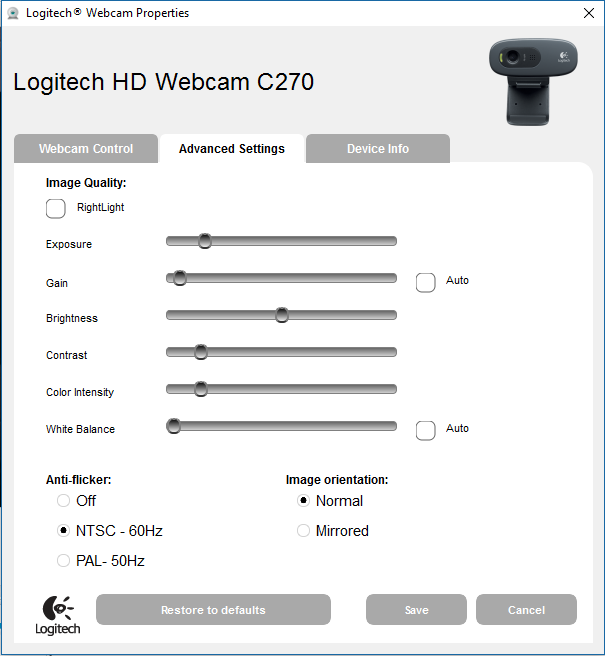 Logitech® Webcam Properties
Logitech HD Webcam C270
Logitech
Webcam Control
Advanced Settings
Device Info
Image Quality:
RightLight
Exposure
Gain
Auto
Brightness
Contrast
Color Intensity
White Balance
Auto
Anti-flicker:
Image orientation:
Off
Normal
NTSC - 60Hz
Mirrored
PAL- 50Hz
Logitech
Restore to defaults
Save
Cancel